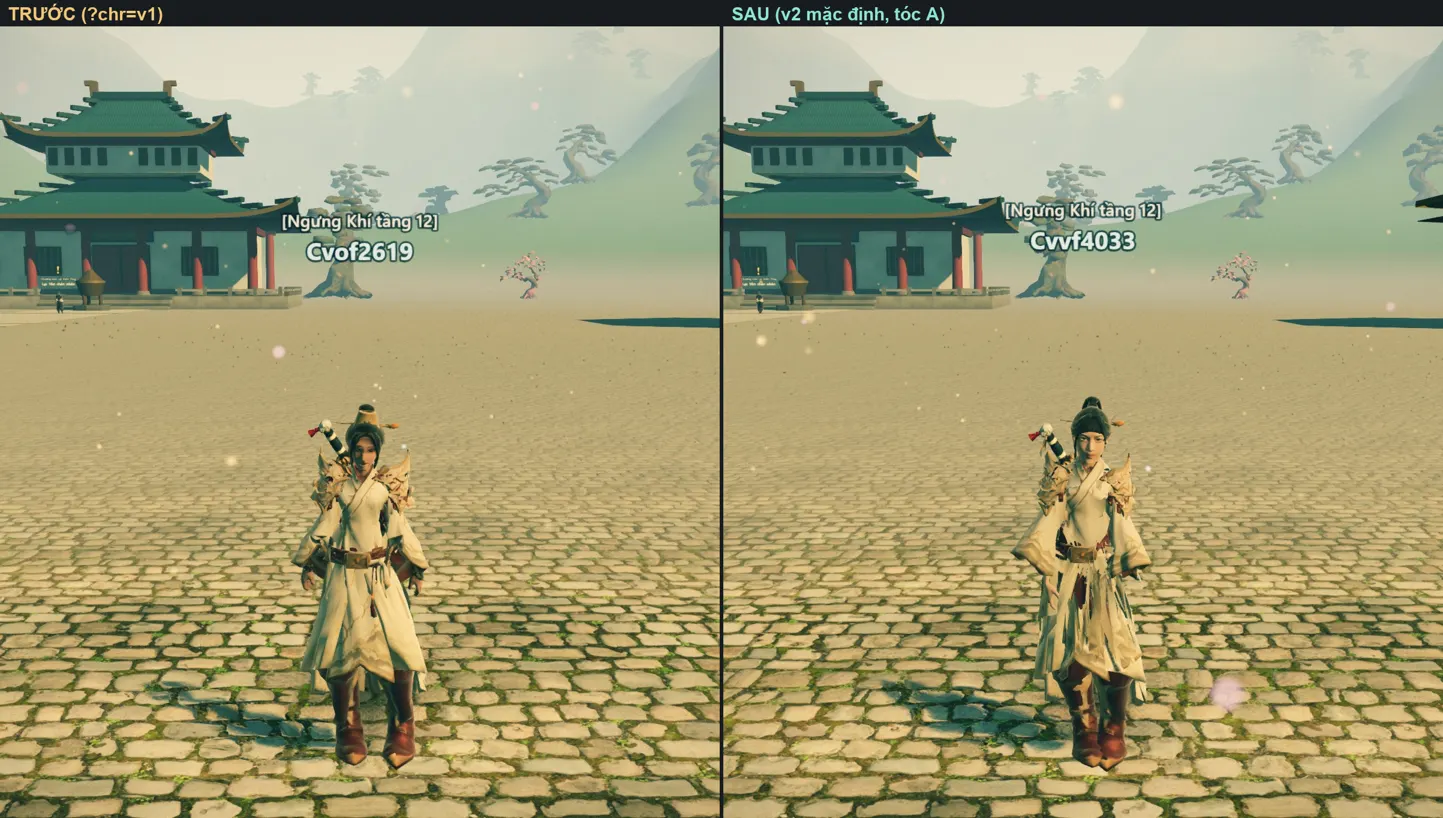 TRƯỚC (?chr=v1)
SAU (v2 mặc định, tóc A)
[Ngưng Khí tầng 12]
Cvof2619
[Ngưng Khí tầng 12]
Cvvf4033